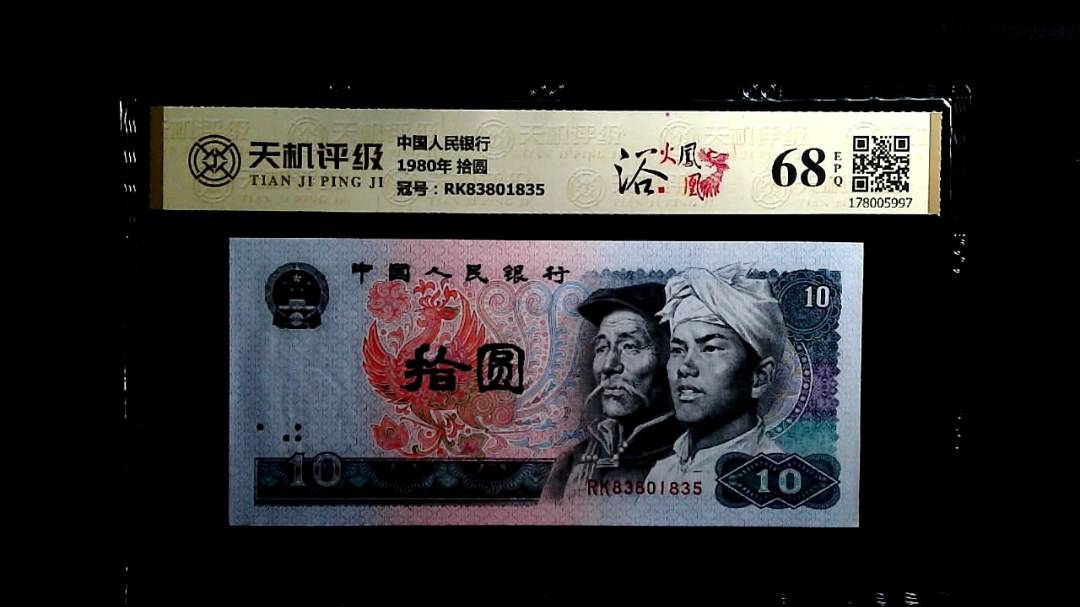 天机评级
TIAN JI PING JI
中国人民银行
1980年 拾圆
冠号：RK83801835
浴火凤凰
68
EPQ
178005997
中国人民银行
10
拾圆
10
RK83801835
10